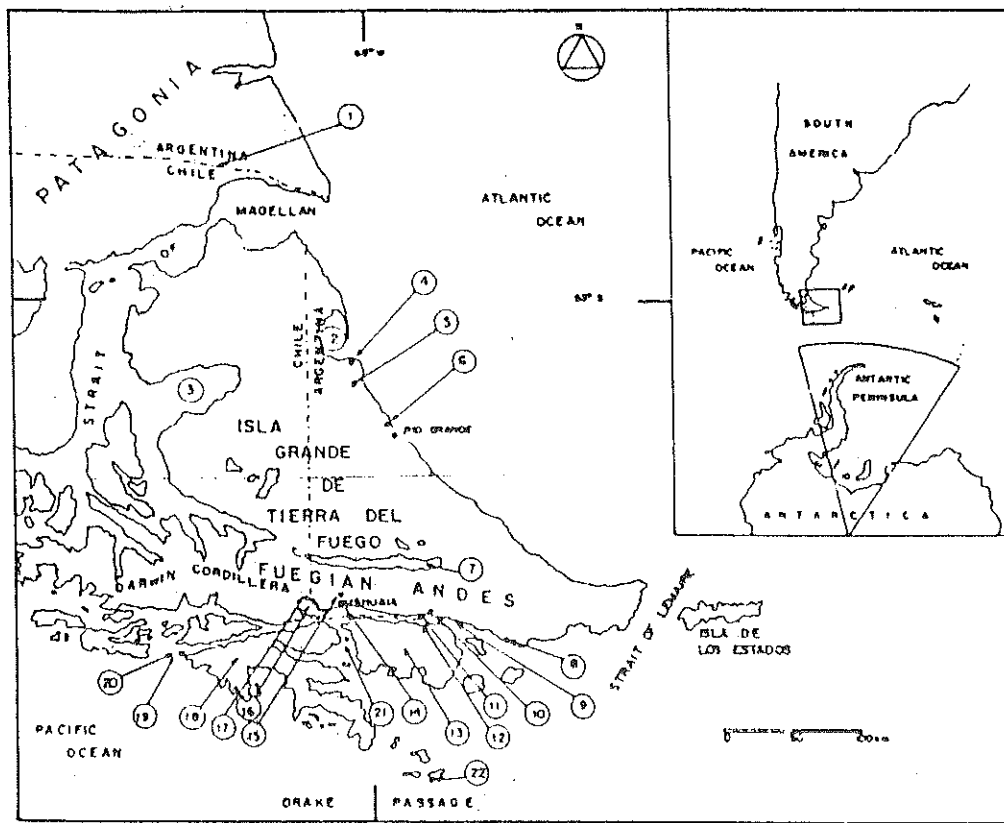 N
PATAGONIA
1
ARGENTINA
CHILE
MAGELLAN
OF
STRAIT
ATLANTIC
OCEAN
53° S
4
5
6
2
3
CHILE
ARGENTINA
RIO GRANDE
ISLA
GRANDE
DE
TIERRA DEL
FUEGO
7
DARWIN CORDILLERA
FUEGIAN ANDES
USHUAIA
STRAIT OF LEMAIRE
ISLA DE
LOS ESTADOS
8
9
10
11
12
13
14
21
15
16
17
18
19
20
22
PACIFIC
OCEAN
DRAKE PASSAGE
SOUTH
AMERICA
PACIFIC
OCEAN
ATLANTIC
OCEAN
ANTARTIC
PENINSULA
ANTARCTICA